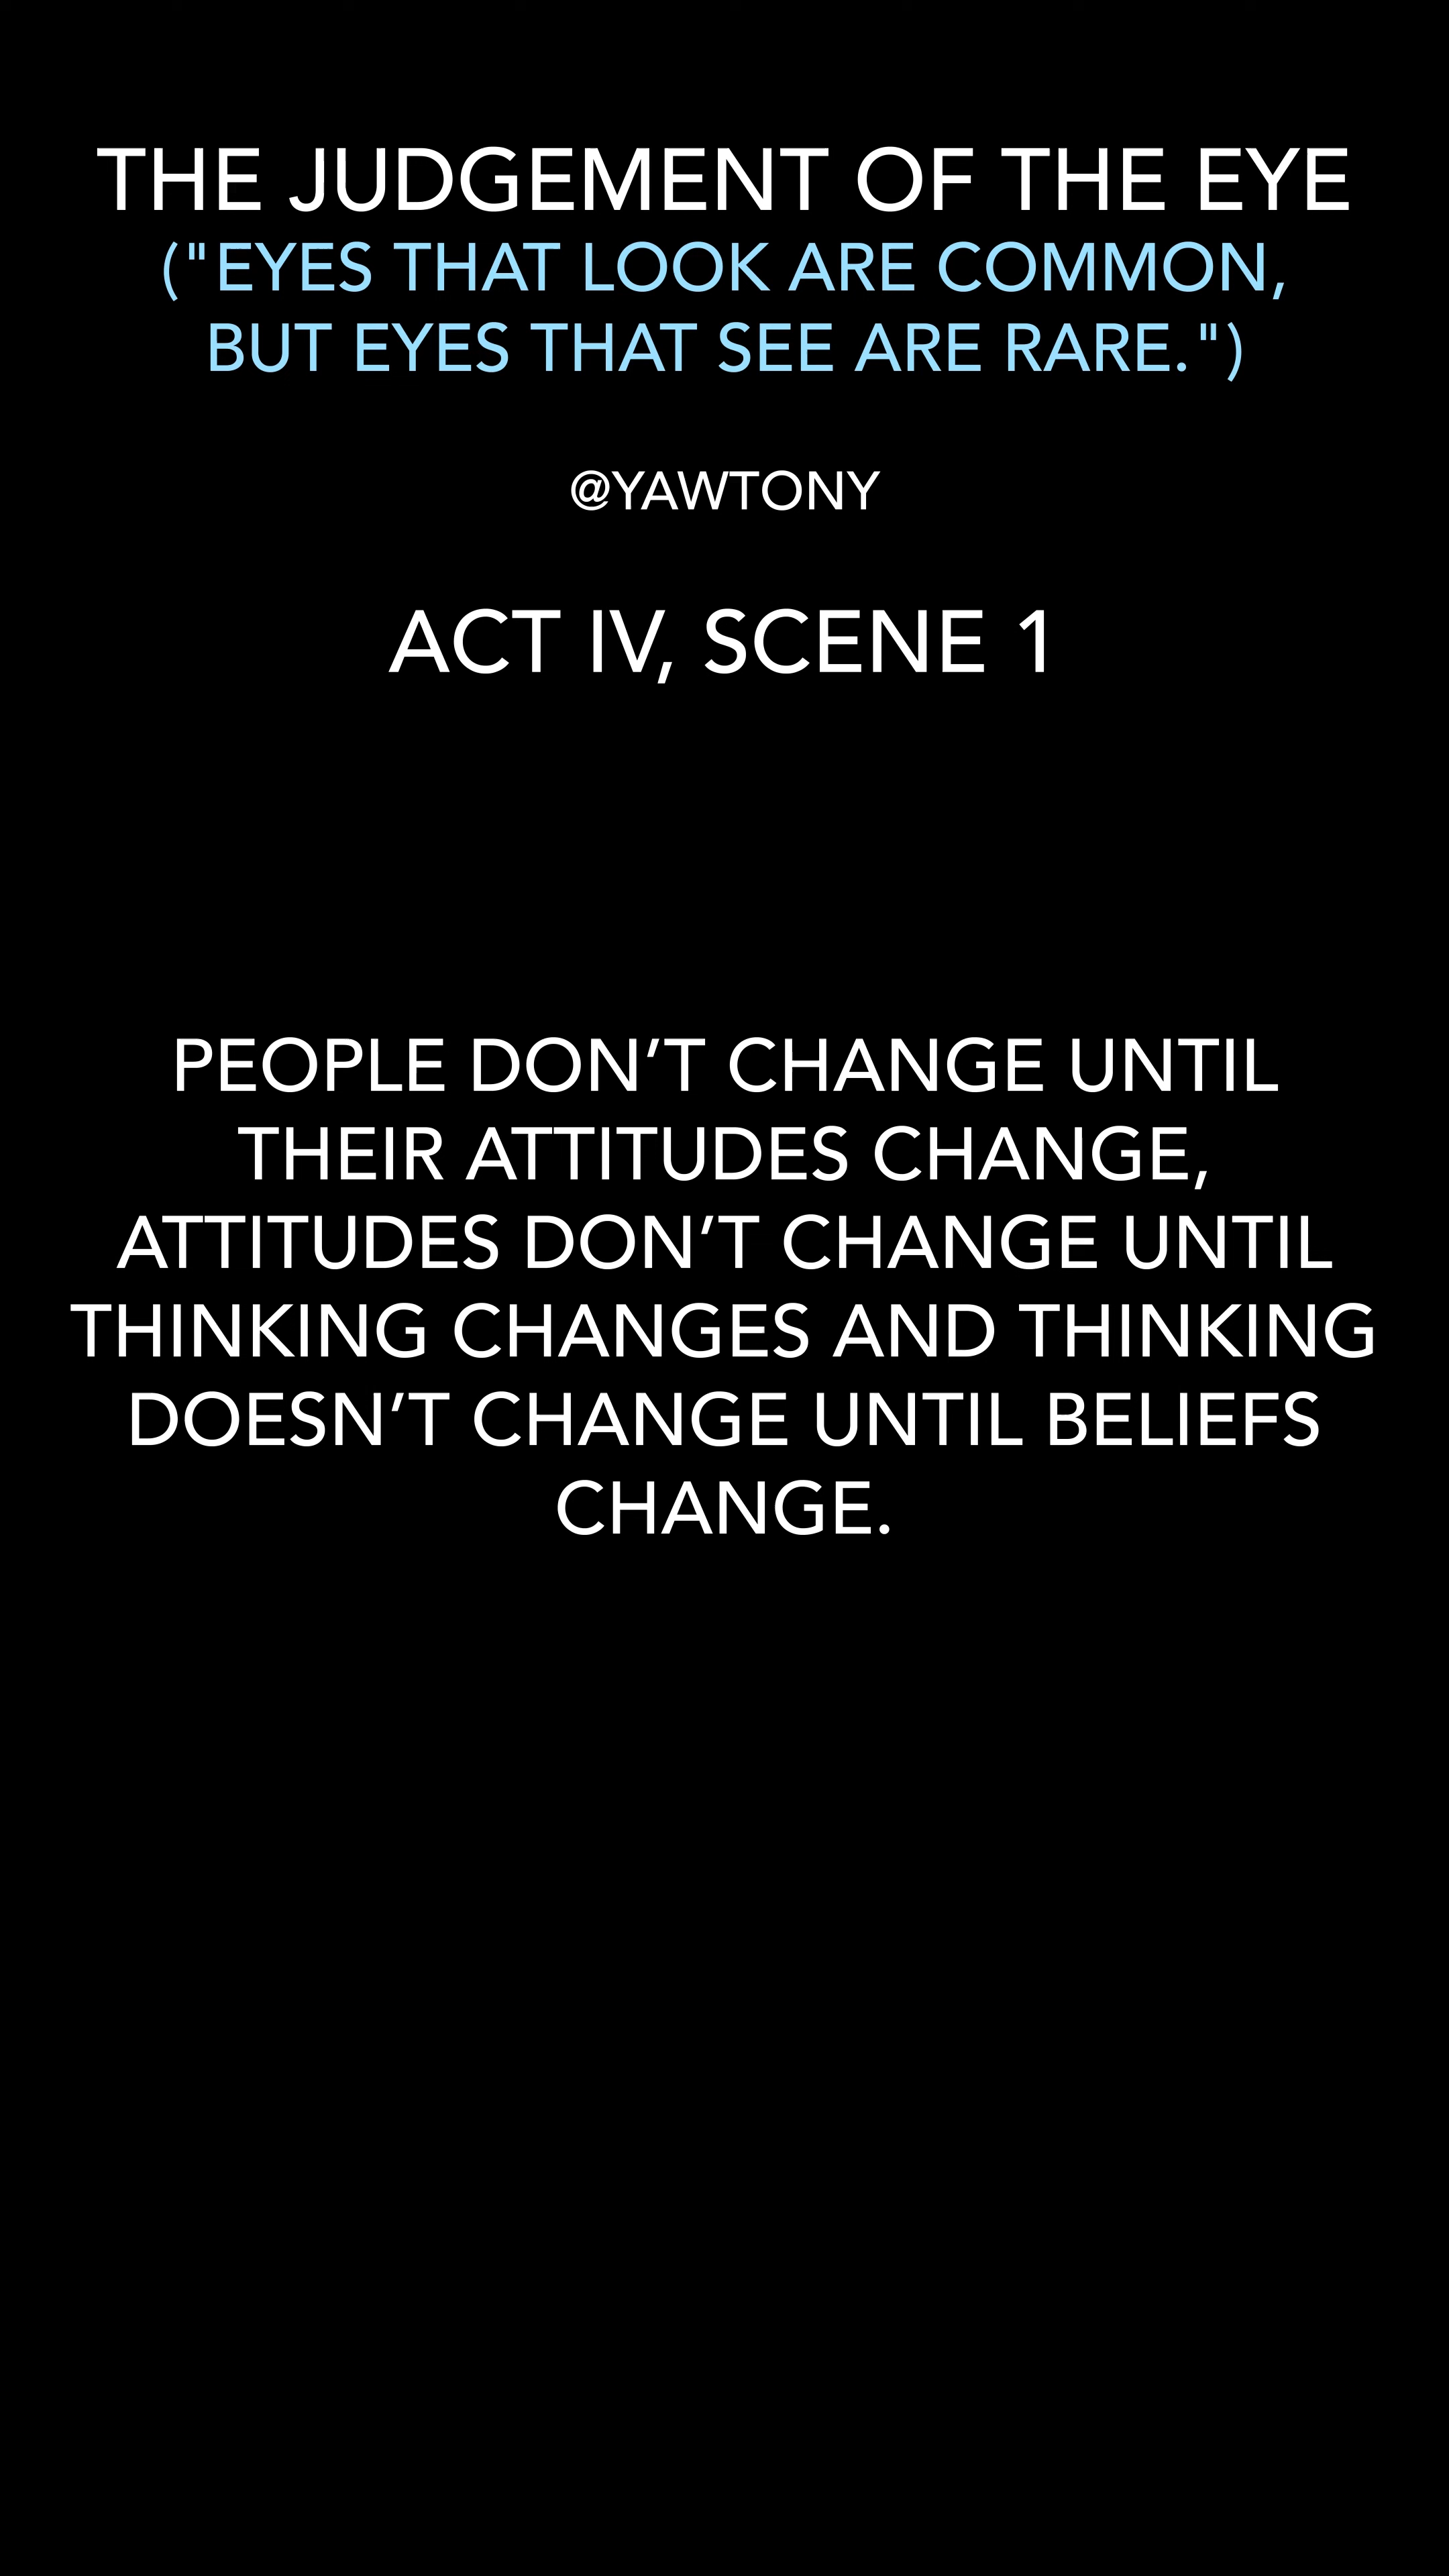 THE JUDGEMENT OF THE EYE
("EYES THAT LOOK ARE COMMON,
BUT EYES THAT SEE ARE RARE.")
@YAWTONY
ACT IV, SCENE 1
PEOPLE DON’T CHANGE UNTIL
THEIR ATTITUDES CHANGE,
ATTITUDES DON’T CHANGE UNTIL
THINKING CHANGES AND THINKING
DOESN’T CHANGE UNTIL BELIEFS
CHANGE.